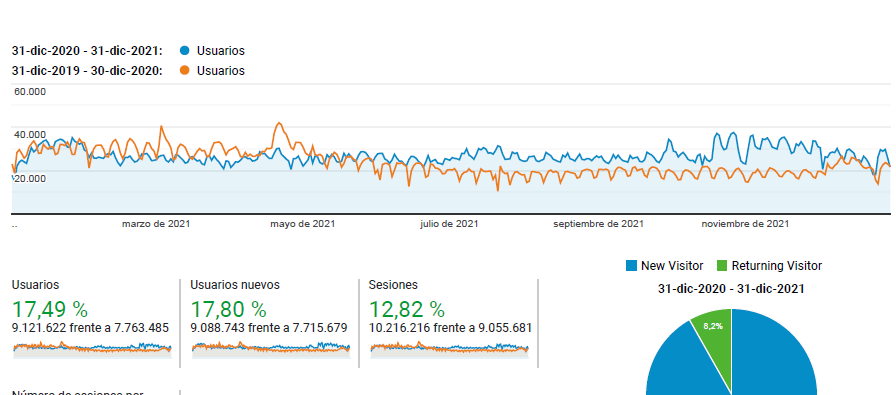 31-dic-2020 - 31-dic-2021: Usuarios
31-dic-2019 - 30-dic-2020: Usuarios
60.000
40.000
20.000
..
marzo de 2021
mayo de 2021
julio de 2021
septiembre de 2021
noviembre de 2021
Usuarios
17,49 %
9.121.622 frente a 7.763.485
Usuarios nuevos
17,80 %
9.088.743 frente a 7.715.679
Sesiones
12,82 %
10.216.216 frente a 9.055.681
New Visitor
Returning Visitor
31-dic-2020 - 31-dic-2021
8,2%
Número de sesiones por